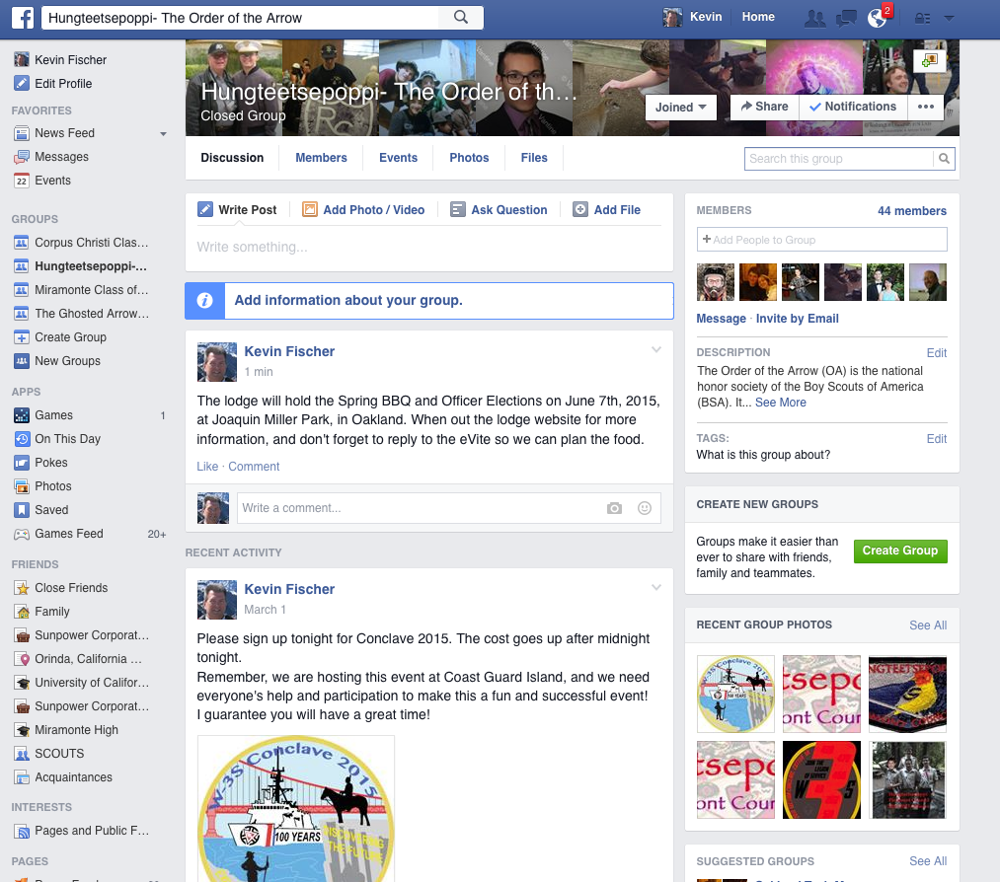 Hungteetsepoppi- The Order of the Arrow
Kevin
Home
2
Kevin Fischer
Edit Profile
FAVORITES
News Feed
Messages
22
Events
GROUPS
Corpus Christi Clas...
Hungteetsepoppi-...
Miramonte Class of...
The Ghosted Arrow...
Create Group
New Groups
APPS
Games 1
On This Day
Pokes
Photos
Saved
Games Feed 20+
FRIENDS
Close Friends
Family
Sunpower Corporat...
Orinda, California ...
University of Califor...
Sunpower Corporat...
Miramonte High
SCOUTS
Acquaintances
INTERESTS
Pages and Public F...
PAGES
Hungteetsepoppi- The Order of th...
Closed Group
Joined
Share
Notifications
Discussion
Members
Events
Photos
Files
Search this group
Write Post
Add Photo / Video
Ask Question
Add File
Write something...
Add information about your group.
Kevin Fischer
1 min
The lodge will hold the Spring BBQ and Officer Elections on June 7th, 2015,
at Joaquin Miller Park, in Oakland. When out the lodge website for more
information, and don't forget to reply to the eVite so we can plan the food.
Like · Comment
Write a comment...
RECENT ACTIVITY
Kevin Fischer
March 1
Please sign up tonight for Conclave 2015. The cost goes up after midnight
tonight.
Remember, we are hosting this event at Coast Guard Island, and we need
everyone's help and participation to make this a fun and successful event!
I guarantee you will have a great time!
W-3S Conclave 2015
100 YEARS
DISCOVERING
THE FUTURE
MEMBERS
44 members
Add People to Group
Message · Invite by Email
DESCRIPTION
Edit
The Order of the Arrow (OA) is the national
honor society of the Boy Scouts of America
(BSA). It... See More
TAGS:
Edit
What is this group about?
CREATE NEW GROUPS
Groups make it easier than
ever to share with friends,
family and teammates.
Create Group
RECENT GROUP PHOTOS
See All
tsepo
ont Cour
NGTEETSEPO
tsepo
ont Cour
SUGGESTED GROUPS
See All